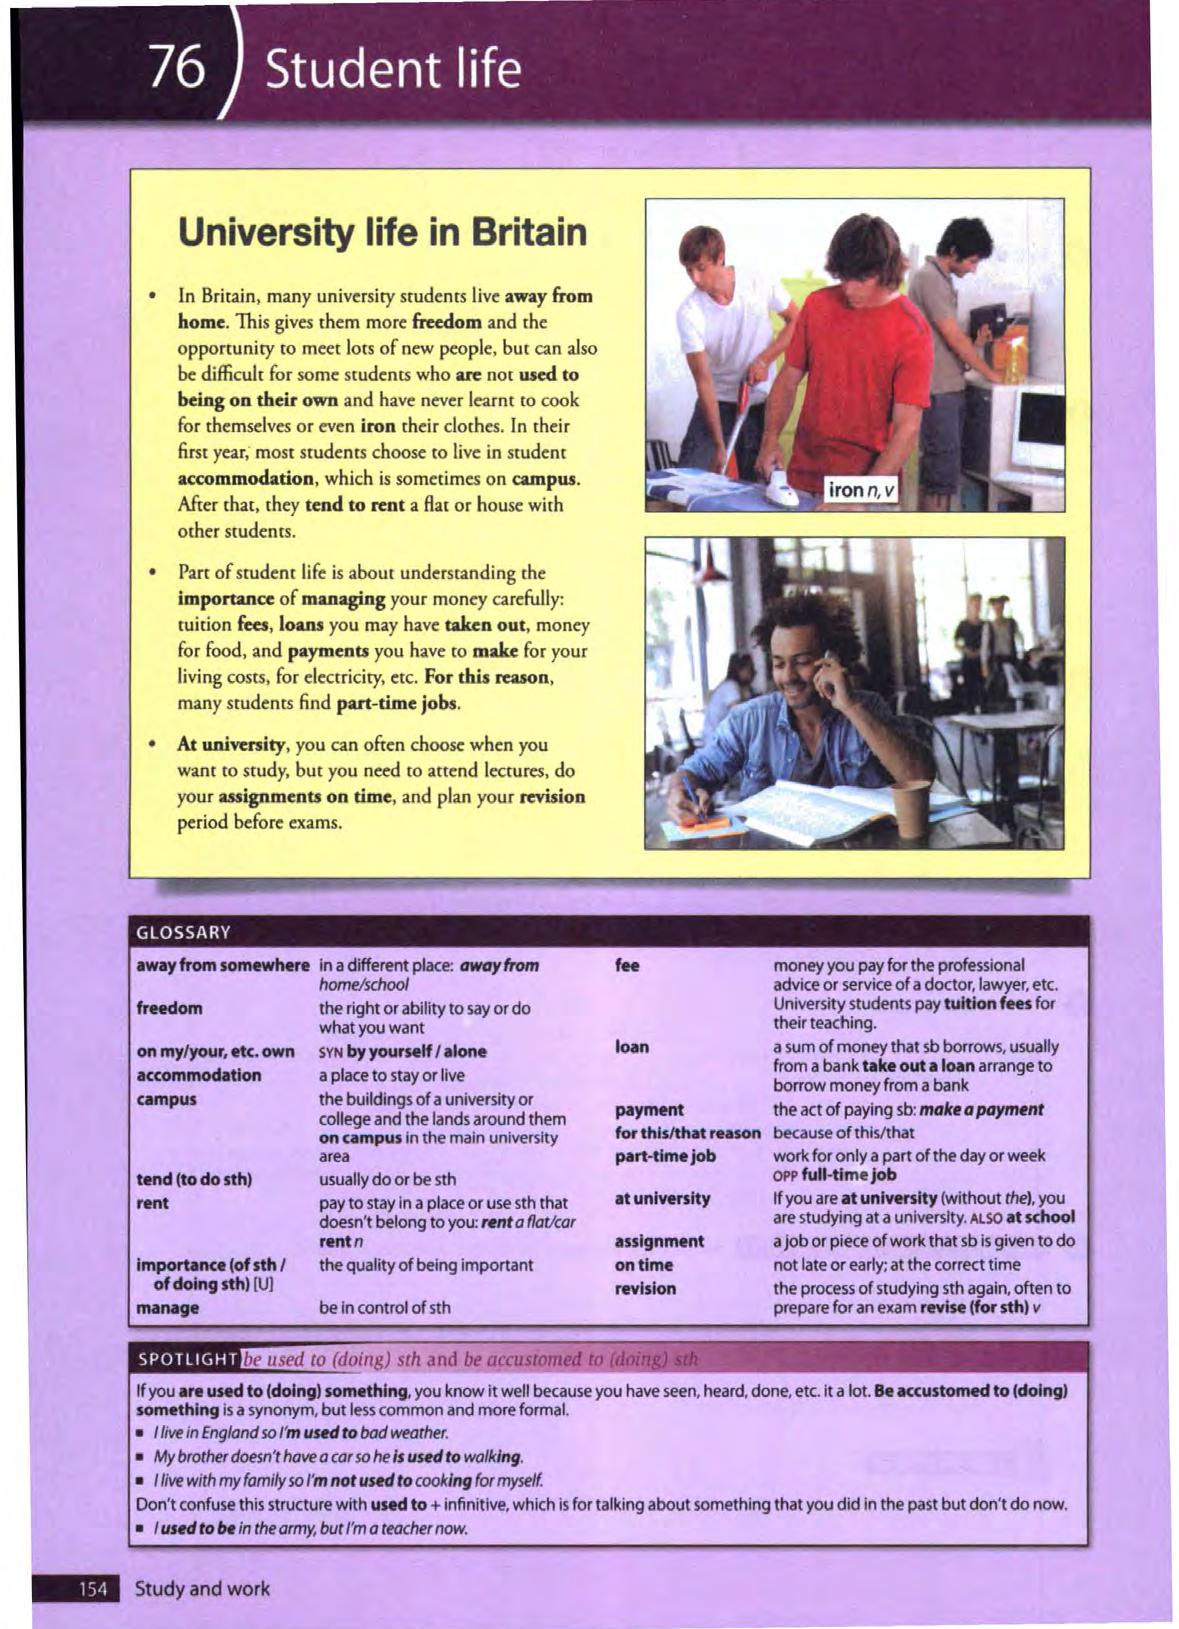 76 Student life
University life in Britain
• In Britain, many university students live away from
home. This gives them more freedom and the
opportunity to meet lots of new people, but can also
be difficult for some students who are not used to
being on their own and have never learnt to cook
for themselves or even iron their clothes. In their
first year, most students choose to live in student
accommodation, which is sometimes on campus.
After that, they tend to rent a flat or house with
other students.
• Part of student life is about understanding the
importance of managing your money carefully:
tuition fees, loans you may have taken out, money
for food, and payments you have to make for your
living costs, for electricity, etc. For this reason,
many students find part-time jobs.
• At university, you can often choose when you
want to study, but you need to attend lectures, do
your assignments on time, and plan your revision
period before exams.
iron n, v
GLOSSARY
away from somewhere in a different place: away from
home/school
freedom the right or ability to say or do
what you want
on my/your, etc. own SYN by yourself / alone
accommodation a place to stay or live
campus the buildings of a university or
college and the lands around them
on campus in the main university
area
tend (to do sth) usually do or be sth
rent pay to stay in a place or use sth that
doesn't belong to you: rent a flat/car
rent n
importance (of sth / the quality of being important
of doing sth) [U]
manage be in control of sth
fee money you pay for the professional
advice or service of a doctor, lawyer, etc.
University students pay tuition fees for
their teaching.
loan a sum of money that sb borrows, usually
from a bank take out a loan arrange to
borrow money from a bank
payment the act of paying sb: make a payment
for this/that reason because of this/that
part-time job work for only a part of the day or week
OPP full-time job
at university If you are at university (without the), you
are studying at a university. ALSO at school
assignment a job or piece of work that sb is given to do
on time not late or early; at the correct time
revision the process of studying sth again, often to
prepare for an exam revise (for sth) v
SPOTLIGHT be used to (doing) sth and be accustomed to (doing) sth
If you are used to (doing) something, you know it well because you have seen, heard, done, etc. it a lot. Be accustomed to (doing)
something is a synonym, but less common and more formal.
▪ I live in England so I'm used to bad weather.
▪ My brother doesn't have a car so he is used to walking.
▪ I live with my family so I'm not used to cooking for myself.
Don't confuse this structure with used to + infinitive, which is for talking about something that you did in the past but don't do now.
▪ I used to be in the army, but I'm a teacher now.
154 Study and work